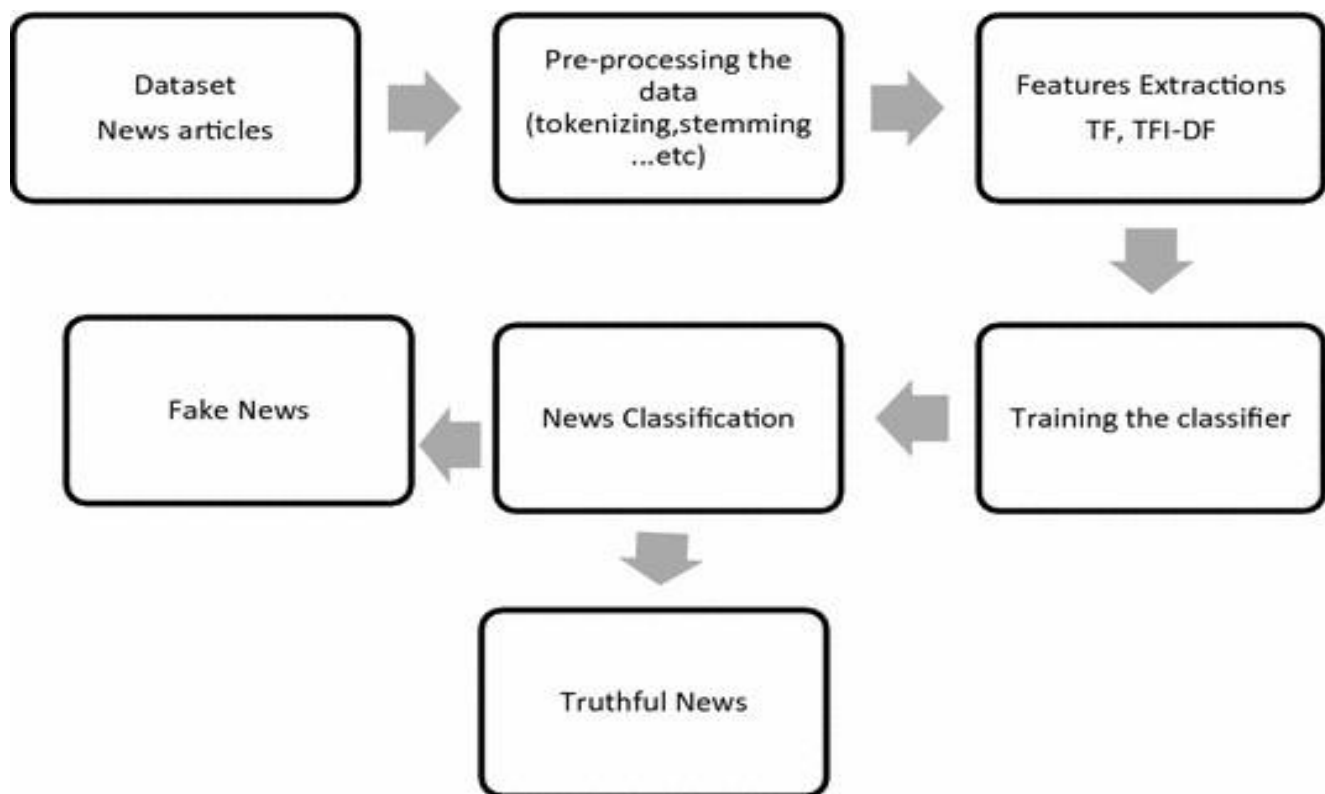 Dataset
News articles
Pre-processing the
data
(tokenizing,stemming
...etc)
Features Extractions
TF, TFI-DF
Fake News
News Classification
Training the classifier
Truthful News